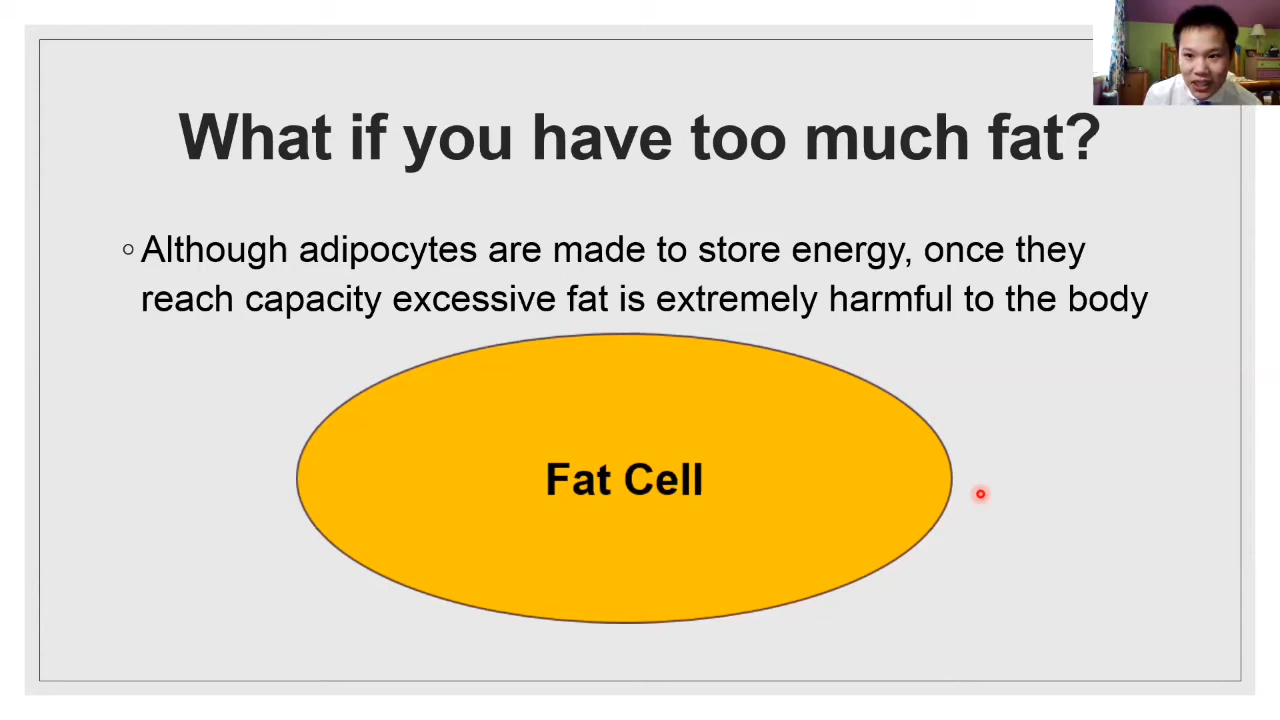 What if you have too much fat?
Although adipocytes are made to store energy, once they
reach capacity excessive fat is extremely harmful to the body
Fat Cell